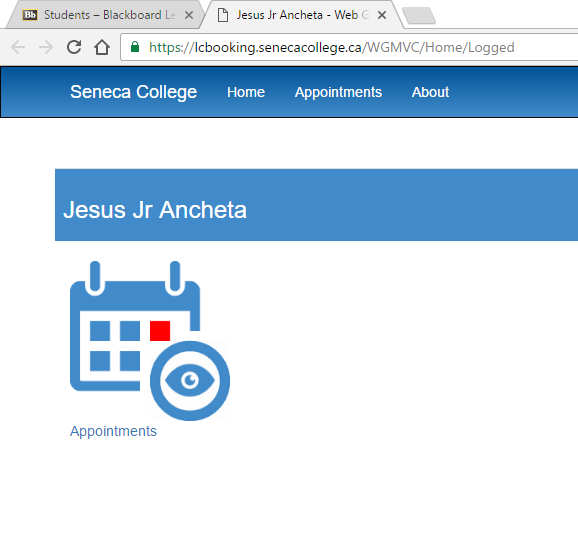 Bb Students – Blackboard Le
Jesus Jr Ancheta - Web G
https://lcbooking.senecacollege.ca/WGMVC/Home/Logged
Seneca College Home Appointments About
Jesus Jr Ancheta
Appointments